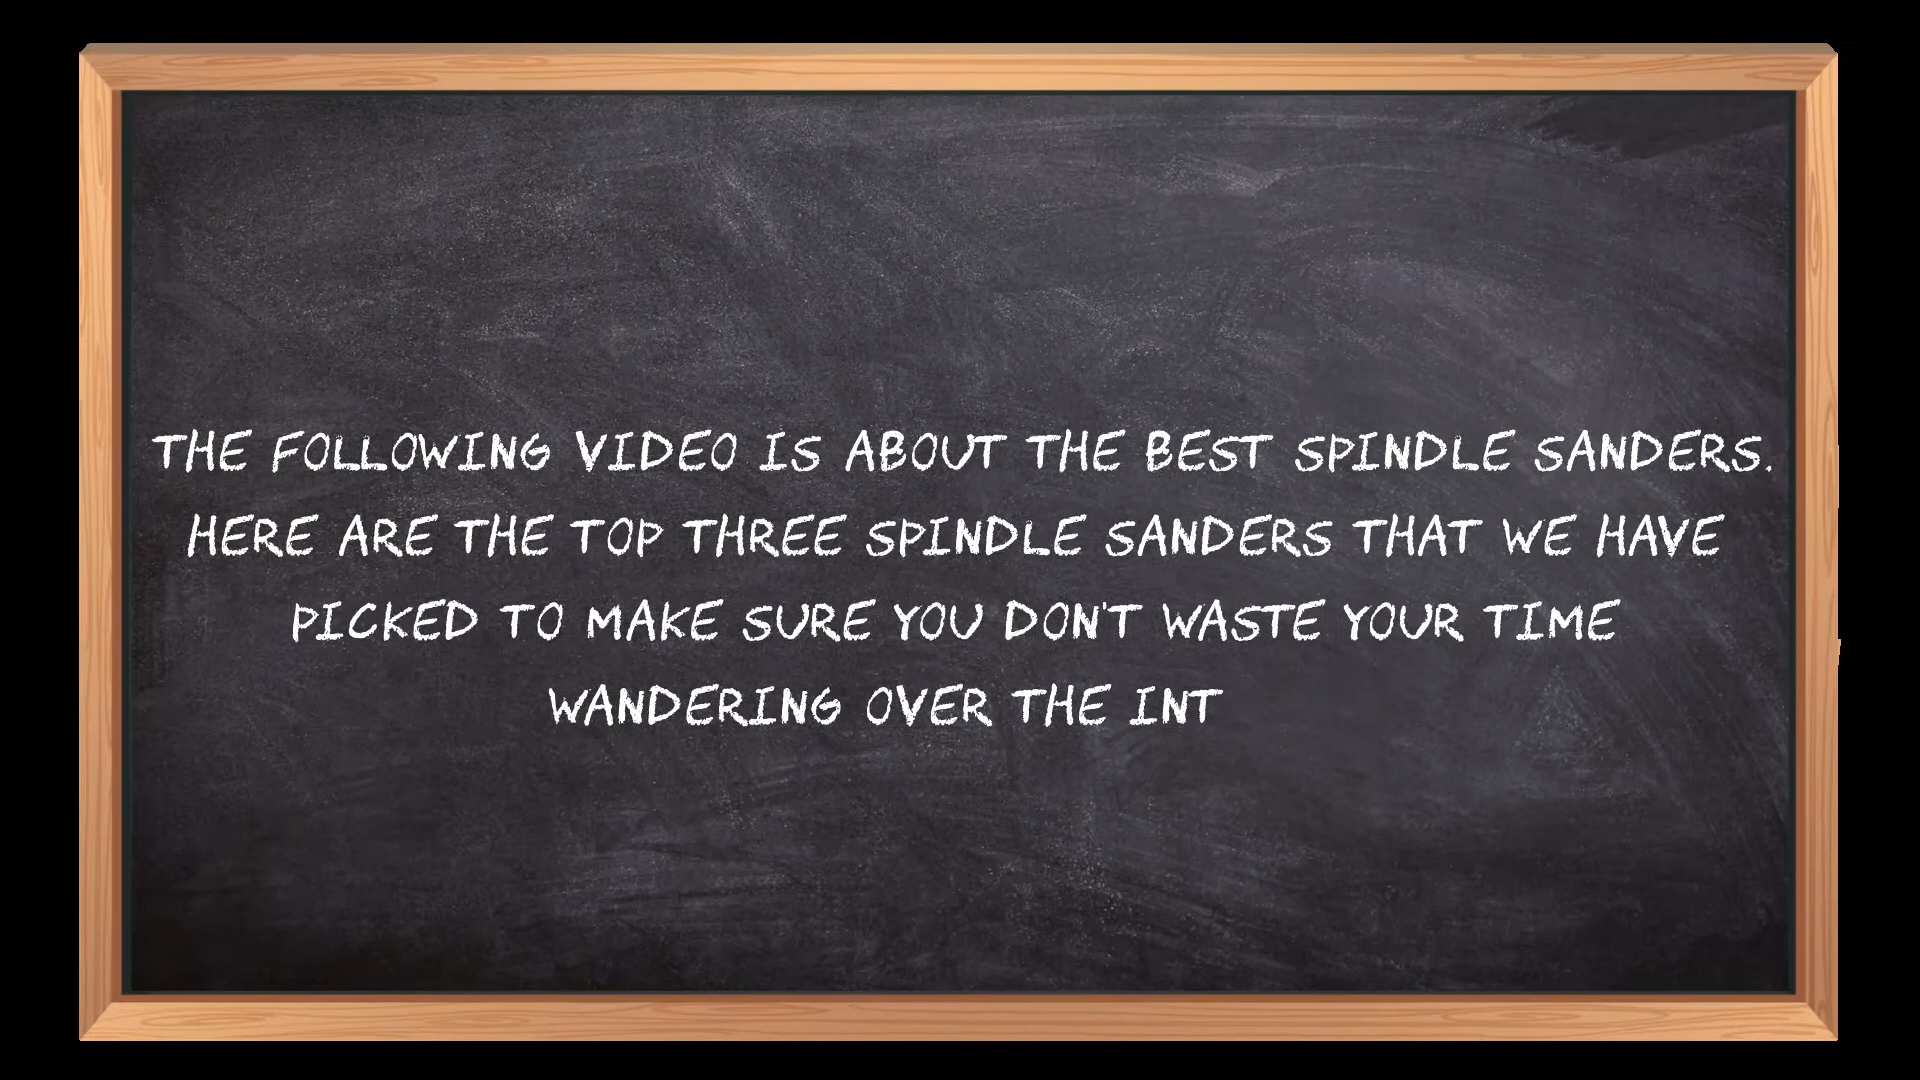 THE FOLLOWING VIDEO IS ABOUT THE BEST SPINDLE SANDERS.
HERE ARE THE TOP THREE SPINDLE SANDERS THAT WE HAVE
PICKED TO MAKE SURE YOU DON'T WASTE YOUR TIME
WANDERING OVER THE INT